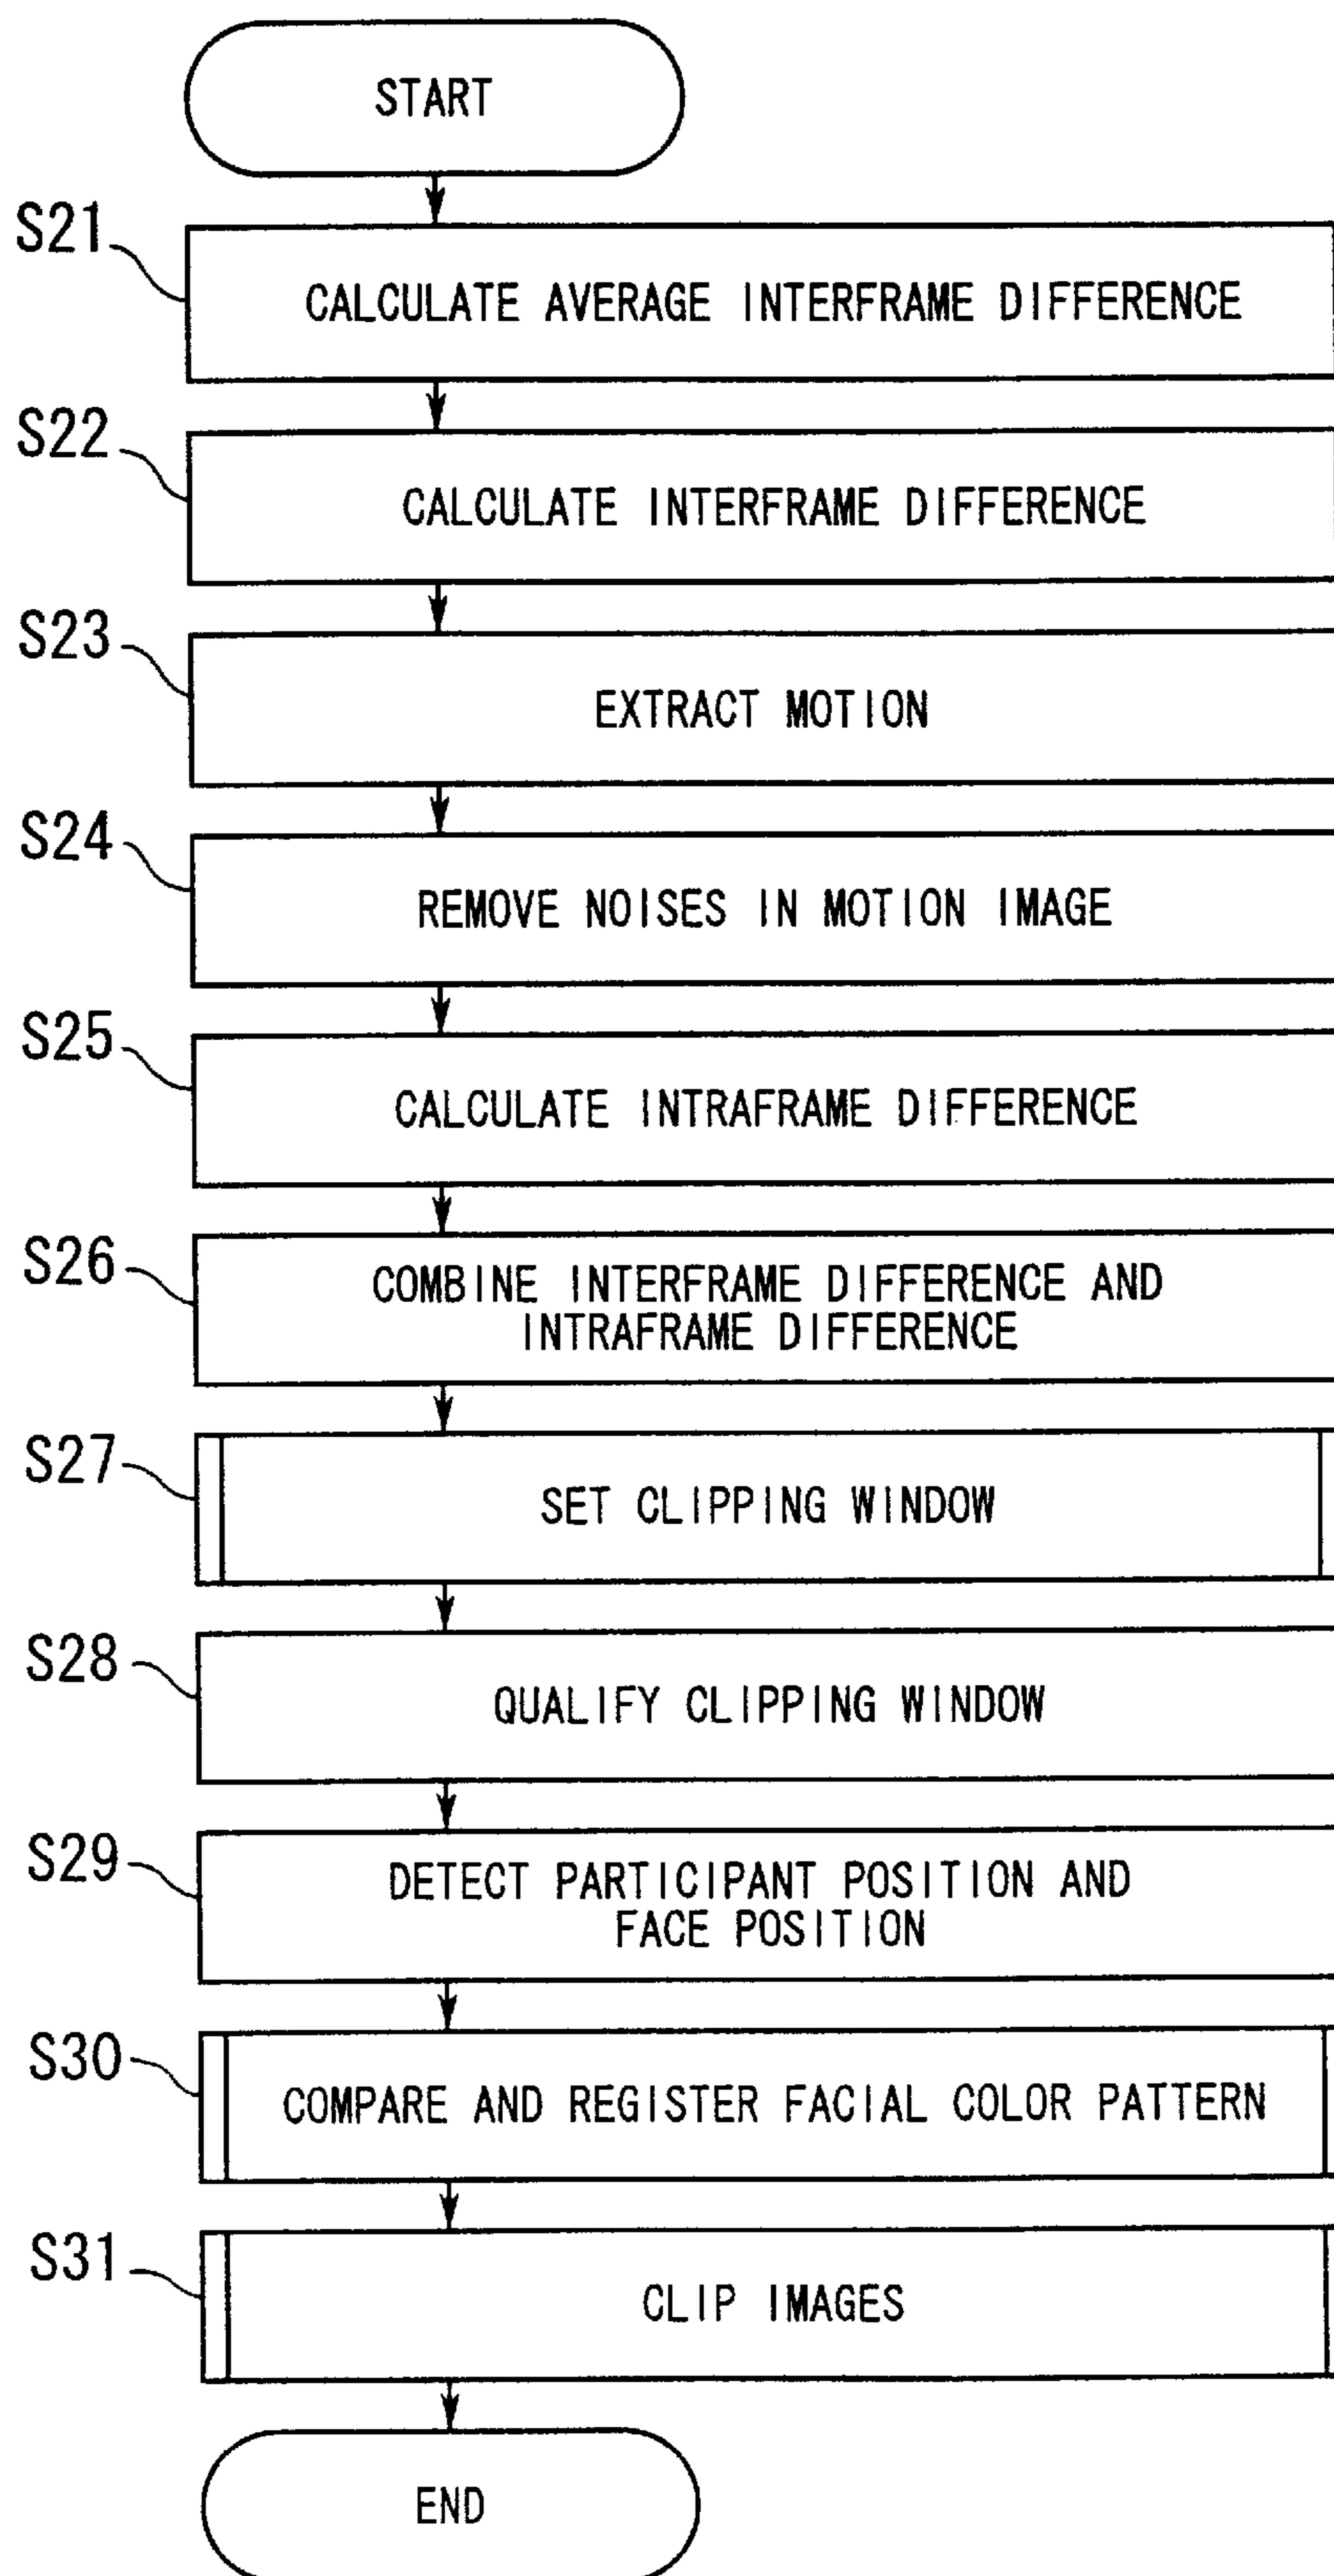 START
S21
CALCULATE AVERAGE INTERFRAME DIFFERENCE
S22
CALCULATE INTERFRAME DIFFERENCE
S23
EXTRACT MOTION
S24
REMOVE NOISES IN MOTION IMAGE
S25
CALCULATE INTRAFRAME DIFFERENCE
S26
COMBINE INTERFRAME DIFFERENCE AND
INTRAFRAME DIFFERENCE
S27
SET CLIPPING WINDOW
S28
QUALIFY CLIPPING WINDOW
S29
DETECT PARTICIPANT POSITION AND
FACE POSITION
S30
COMPARE AND REGISTER FACIAL COLOR PATTERN
S31
CLIP IMAGES
END